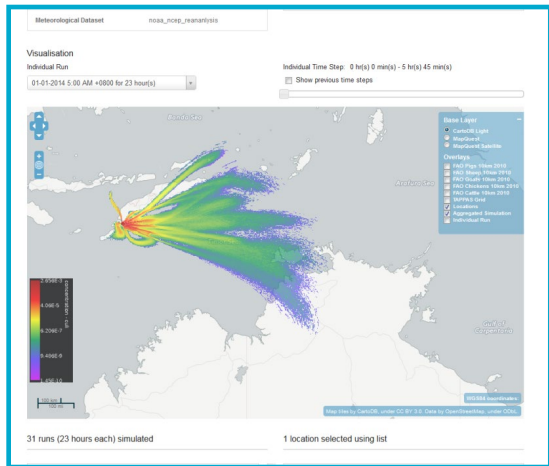 Meteorological Dataset noaa_ncep_reanalysis
Visualisation
Individual Run
Individual Time Step: 0 hr(s) 0 min(s) - 5 hr(s) 45 min(s)
01-01-2014 5:00 AM +0800 for 23 hour(s)
Show previous time steps
Banda Sea
Base Layer
CartoDB Light
MapQuest
MapQuest Satellite
Overlays
FAO Pigs 10km 2010
FAO Sheep 10km 2010
FAO Goats 10km 2010
FAO Chickens 10km 2010
FAO Cattle 10km 2010
TAPPAS Grid
Locations
Aggregated Simulation
Individual Run
Arafura Sea
Gulf of
Carpentaria
100 km
100 mi
WGS84 coordinates
Map tiles by CartoDB, under CC BY 3.0. Data by OpenStreetMap, under ODbL.
31 runs (23 hours each) simulated
1 location selected using list